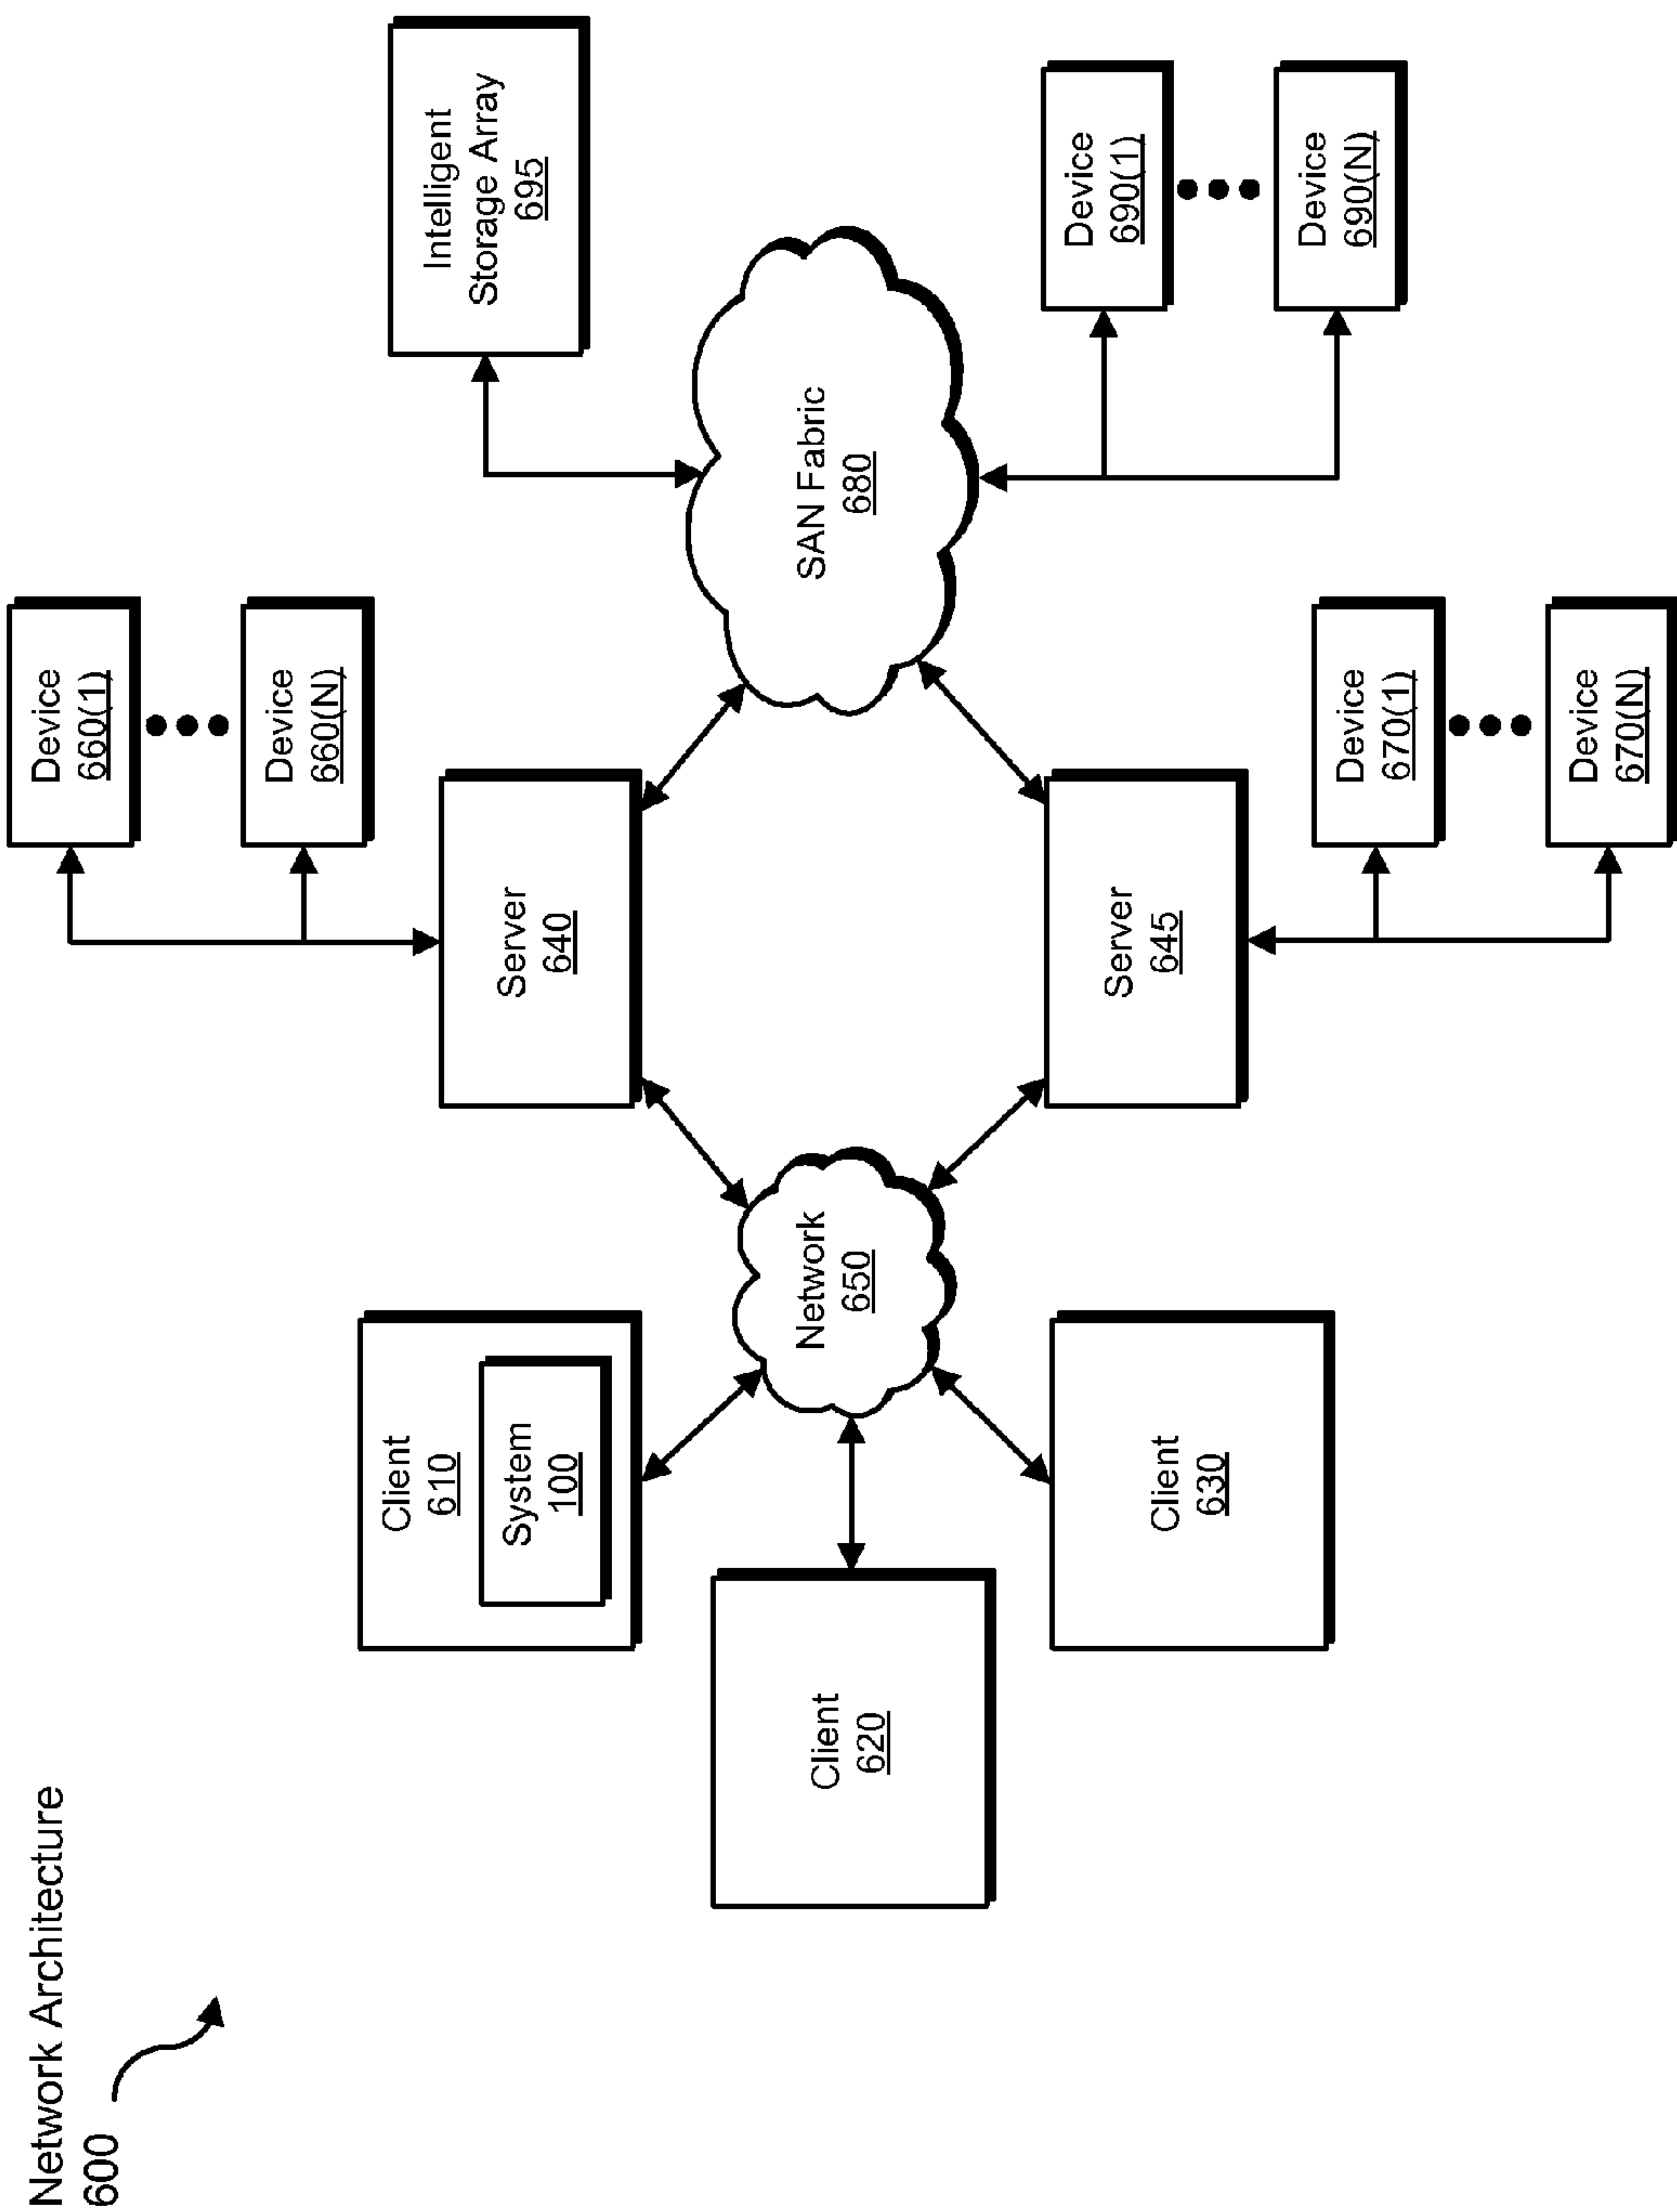 Network Architecture
600
Client
610
System
100
Client
620
Client
630
Network
650
Server
640
Server
645
Device
660(1)
Device
660(N)
Device
670(1)
Device
670(N)
SAN Fabric
680
Intelligent
Storage Array
695
Device
690(1)
Device
690(N)